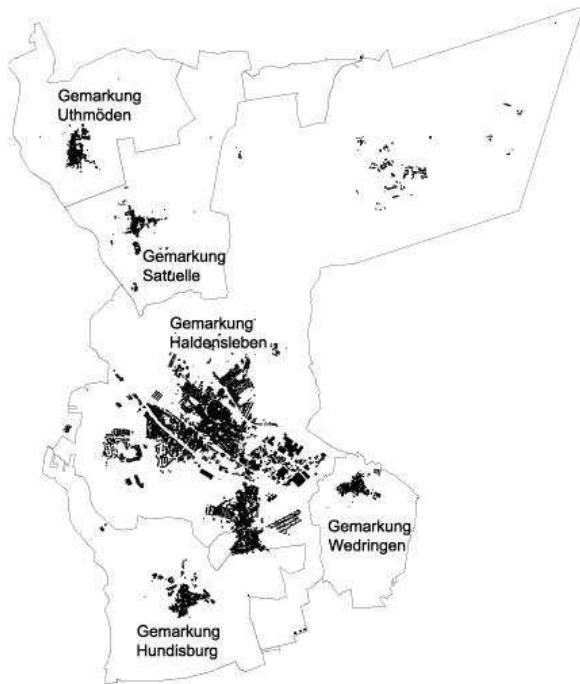 Gemarkung
Uthmöden
Gemarkung
Satuelle
Gemarkung
Haldensleben
Gemarkung
Wedringen
Gemarkung
Hundisburg